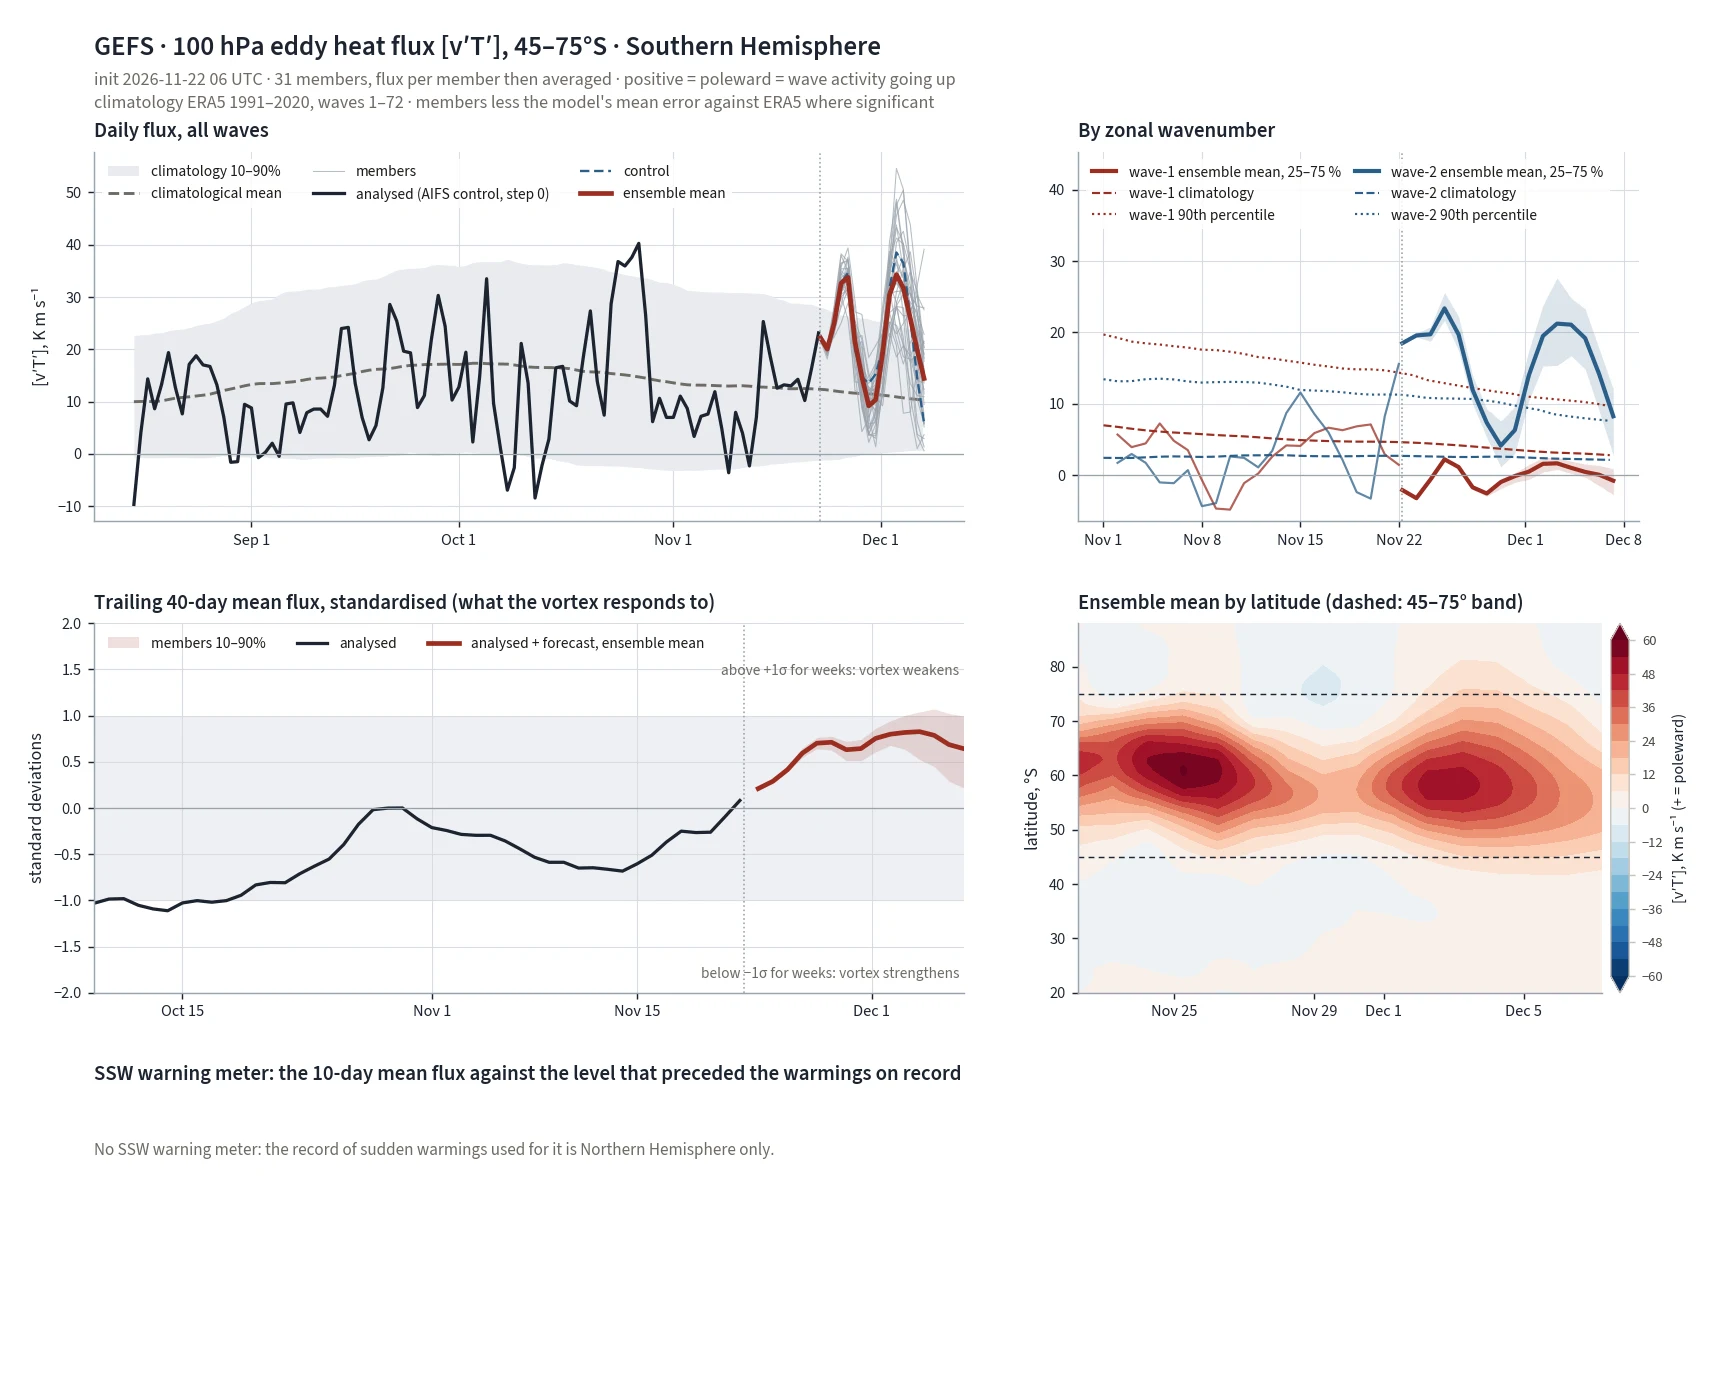 GEFS · 100 hPa eddy heat flux [v′T′], 45–75°S · Southern Hemisphere
init 2026-11-22 06 UTC · 31 members, flux per member then averaged · positive = poleward = wave activity going up
climatology ERA5 1991–2020, waves 1–72 · members less the model's mean error against ERA5 where significant
Daily flux, all waves
climatology 10–90%
members
control
climatological mean
analysed (AIFS control, step 0)
ensemble mean
[v′T′], K m s⁻¹
50
40
30
20
10
0
−10
Sep 1
Oct 1
Nov 1
Dec 1
By zonal wavenumber
wave-1 ensemble mean, 25–75 %
wave-2 ensemble mean, 25–75 %
wave-1 climatology
wave-2 climatology
wave-1 90th percentile
wave-2 90th percentile
40
30
20
10
0
Nov 1
Nov 8
Nov 15
Nov 22
Dec 1
Dec 8
Trailing 40-day mean flux, standardised (what the vortex responds to)
members 10–90%
analysed
analysed + forecast, ensemble mean
above +1σ for weeks: vortex weakens
below −1σ for weeks: vortex strengthens
standard deviations
2.0
1.5
1.0
0.5
0.0
−0.5
−1.0
−1.5
−2.0
Oct 15
Nov 1
Nov 15
Dec 1
Ensemble mean by latitude (dashed: 45–75° band)
latitude, °S
80
70
60
50
40
30
20
Nov 25
Nov 29
Dec 1
Dec 5
60
48
36
24
12
0
−12
−24
−36
−48
−60
[v′T′], K m s⁻¹ (+ = poleward)
SSW warning meter: the 10-day mean flux against the level that preceded the warmings on record
No SSW warning meter: the record of sudden warmings used for it is Northern Hemisphere only.